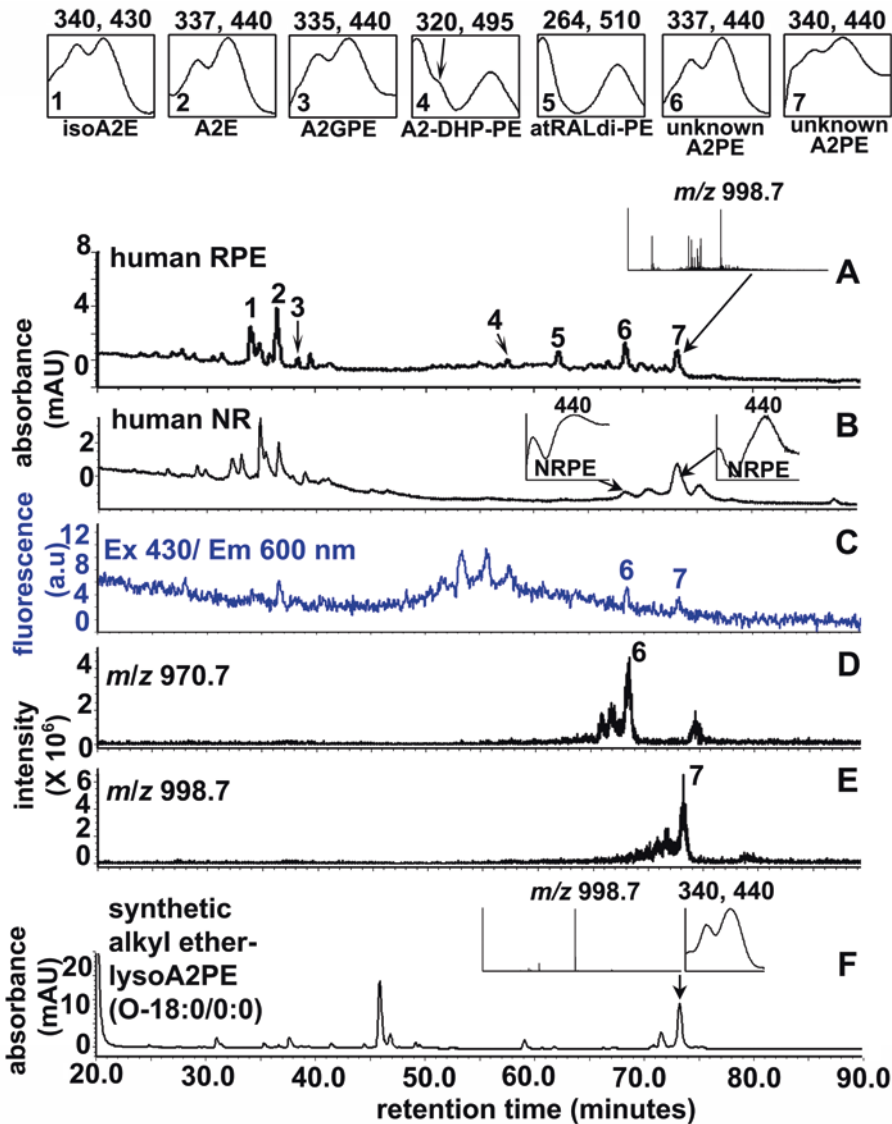 340, 430 337, 440 335, 440 320, 495 264, 510 337, 440 340, 440
1 2 3 4 5 6 7
isoA2E A2E A2GPE A2-DHP-PE atRALdi-PE unknown A2PE unknown A2PE
m/z 998.7
8
human RPE
A
4
1 2 3 4 5 6 7
0
absorbance (mAU)
human NR
440
440
B
2
NRPE
NRPE
0
fluorescence (a.u)
12
Ex 430/ Em 600 nm
C
8
4
6 7
0
4
m/z 970.7
6
D
2
0
intensity (X 10⁶)
6
m/z 998.7
7
E
4
2
0
absorbance (mAU)
synthetic
alkyl ether-
lysoA2PE
(O-18:0/0:0)
m/z 998.7
340, 440
F
20
10
0
20.0 30.0 40.0 50.0 60.0 70.0 80.0 90.0
retention time (minutes)